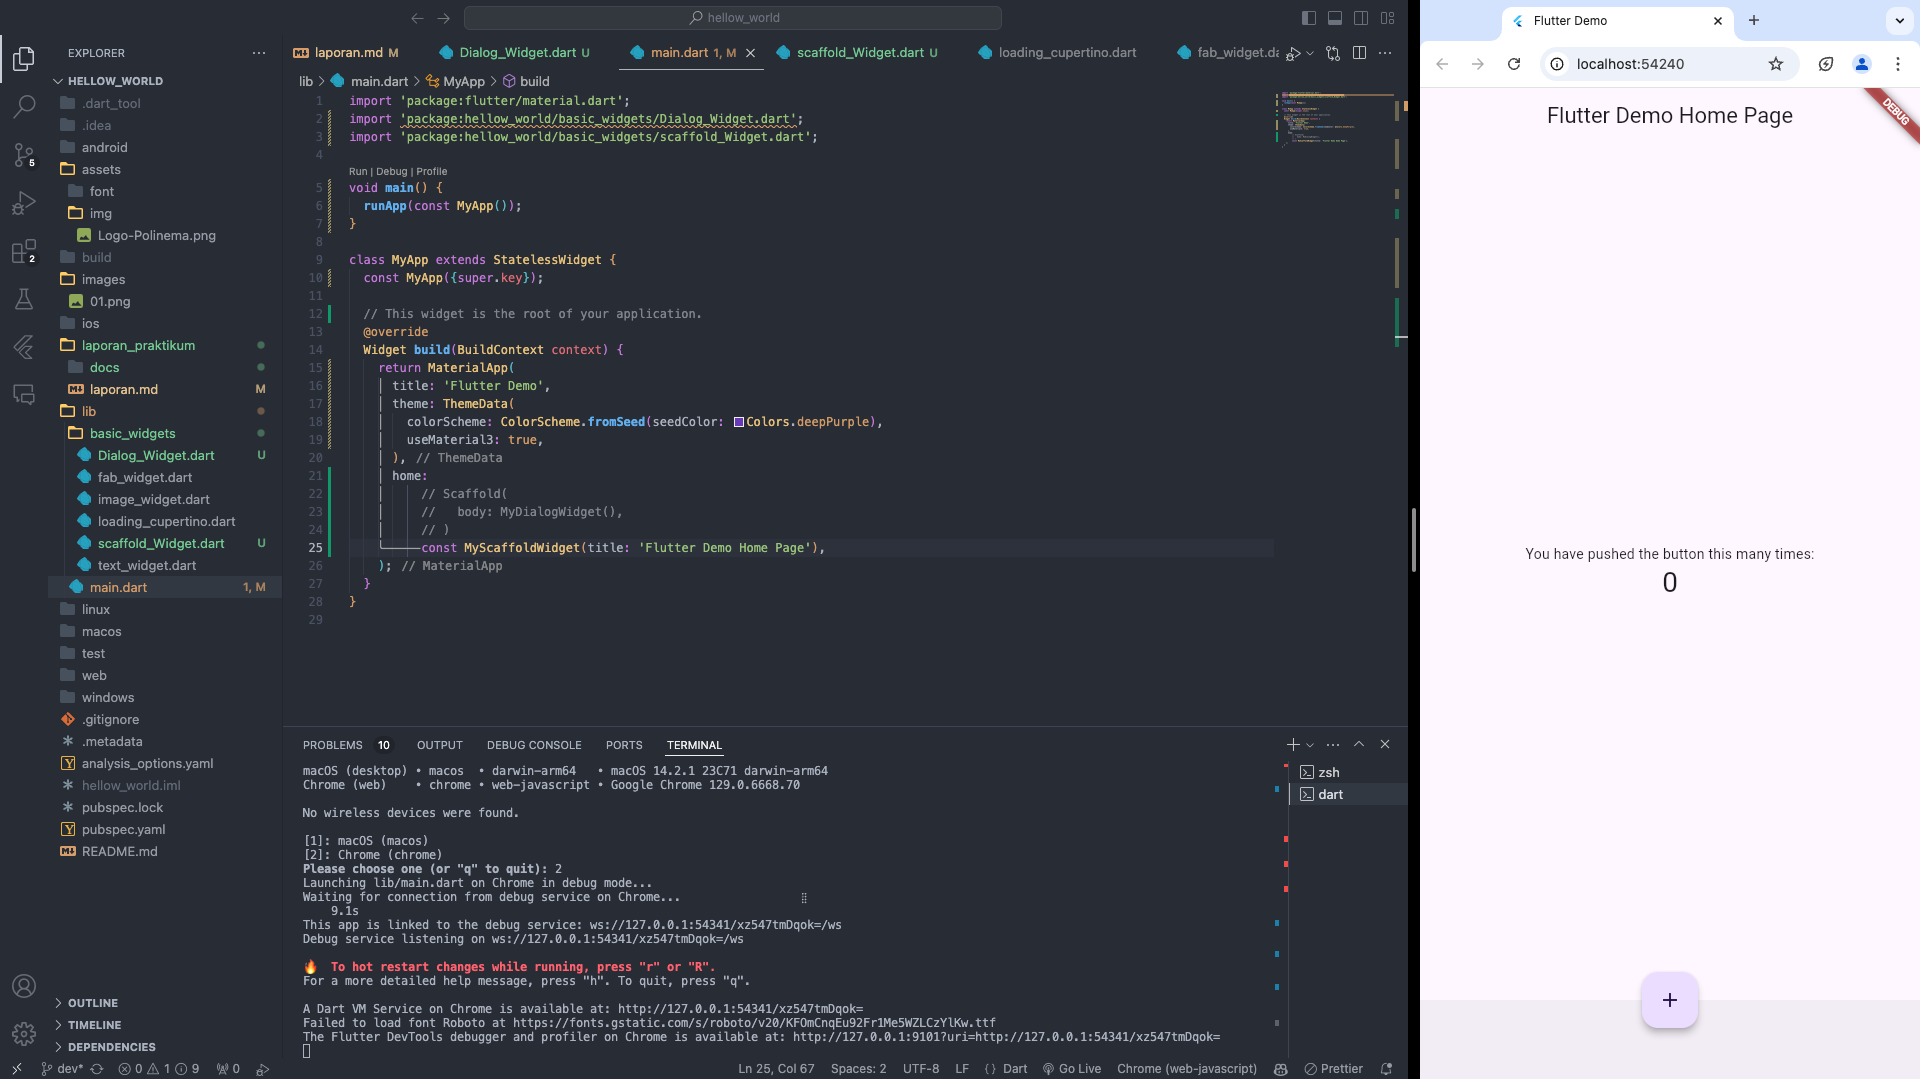 hellow_world
EXPLORER
HELLOW_WORLD
.dart_tool
.idea
android
assets
font
img
Logo-Polinema.png
build
images
01.png
ios
laporan_praktikum
docs
laporan.md M
lib
basic_widgets
Dialog_Widget.dart U
fab_widget.dart
image_widget.dart
loading_cupertino.dart
scaffold_Widget.dart U
text_widget.dart
main.dart 1, M
linux
macos
test
web
windows
.gitignore
.metadata
analysis_options.yaml
hellow_world.iml
pubspec.lock
pubspec.yaml
README.md
OUTLINE
TIMELINE
DEPENDENCIES
5
2
laporan.md M
Dialog_Widget.dart U
main.dart 1, M
scaffold_Widget.dart U
loading_cupertino.dart
fab_widget.da
lib > main.dart > MyApp > build
1 import 'package:flutter/material.dart';
2 import 'package:hellow_world/basic_widgets/Dialog_Widget.dart';
3 import 'package:hellow_world/basic_widgets/scaffold_Widget.dart';
4
Run | Debug | Profile
5 void main() {
6 runApp(const MyApp());
7 }
8
9 class MyApp extends StatelessWidget {
10 const MyApp({super.key});
11
12 // This widget is the root of your application.
13 @override
14 Widget build(BuildContext context) {
15 return MaterialApp(
16 title: 'Flutter Demo',
17 theme: ThemeData(
18 colorScheme: ColorScheme.fromSeed(seedColor: Colors.deepPurple),
19 useMaterial3: true,
20 ), // ThemeData
21 home:
22 // Scaffold(
23 //   body: MyDialogWidget(),
24 // )
25 const MyScaffoldWidget(title: 'Flutter Demo Home Page'),
26 ); // MaterialApp
27 }
28 }
29
PROBLEMS 10 OUTPUT DEBUG CONSOLE PORTS TERMINAL
macOS (desktop) • macos • darwin-arm64 • macOS 14.2.1 23C71 darwin-arm64
Chrome (web) • chrome • web-javascript • Google Chrome 129.0.6668.70
No wireless devices were found.
[1]: macOS (macos)
[2]: Chrome (chrome)
Please choose one (or "q" to quit): 2
Launching lib/main.dart on Chrome in debug mode...
Waiting for connection from debug service on Chrome...
9.1s
This app is linked to the debug service: ws://127.0.0.1:54341/xz547tmDqok=/ws
Debug service listening on ws://127.0.0.1:54341/xz547tmDqok=/ws
🔥 To hot restart changes while running, press "r" or "R".
For a more detailed help message, press "h". To quit, press "q".
A Dart VM Service on Chrome is available at: http://127.0.0.1:54341/xz547tmDqok=
Failed to load font Roboto at https://fonts.gstatic.com/s/roboto/v20/KFOmCnqEu92Fr1Me5WZLCzYlKw.ttf
The Flutter DevTools debugger and profiler on Chrome is available at: http://127.0.0.1:9101?uri=http://127.0.0.1:54341/xz547tmDqok=
zsh
dart
dev* 0 1 9 0
Ln 25, Col 67 Spaces: 2 UTF-8 LF {} Dart Go Live Chrome (web-javascript) Prettier
Flutter Demo
localhost:54240
Flutter Demo Home Page
DEBUG
You have pushed the button this many times:
0
+